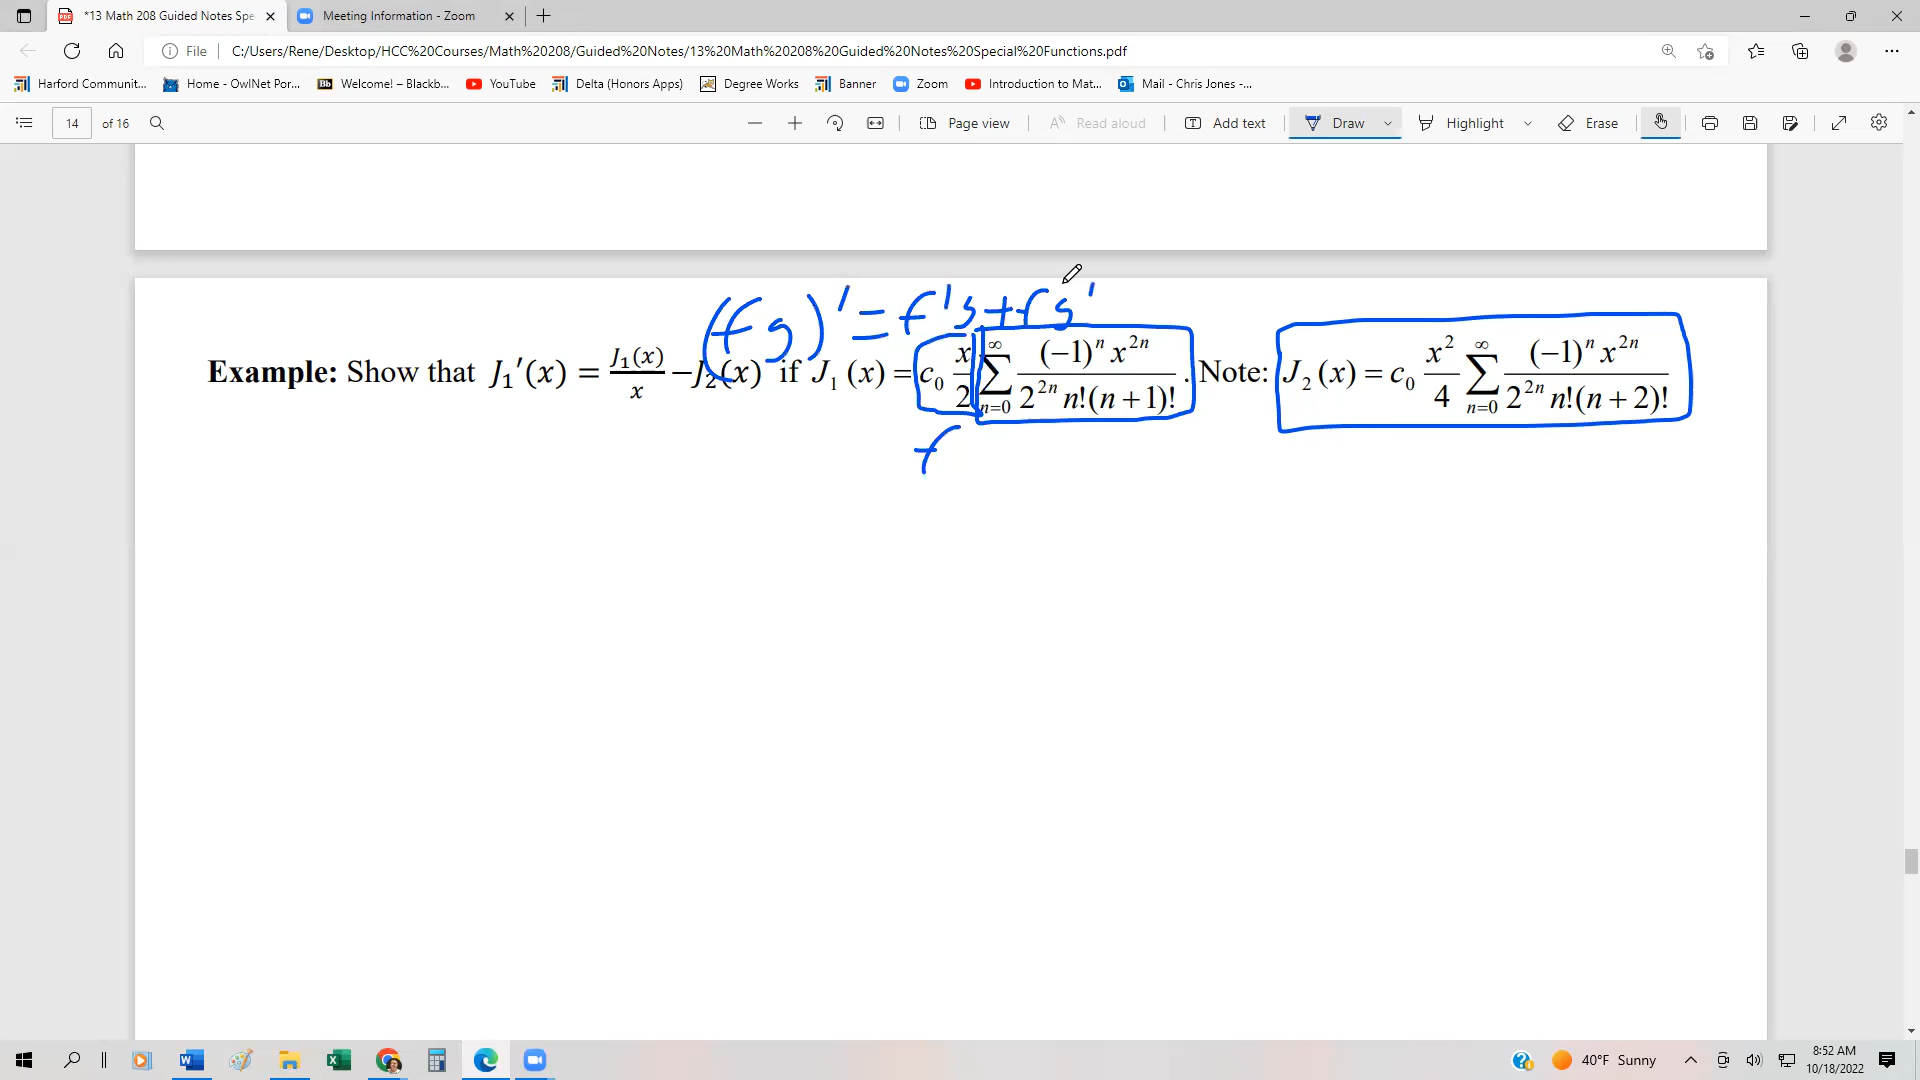 *13 Math 208 Guided Notes Spe
Meeting Information - Zoom
File
C:/Users/Rene/Desktop/HCC%20Courses/Math%20208/Guided%20Notes/13%20Math%20208%20Guided%20Notes%20Special%20Functions.pdf
Harford Communit... Home - OwlNet Por... Bb Welcome! – Blackb... YouTube Delta (Honors Apps) Degree Works Banner Zoom Introduction to Mat... Mail - Chris Jones -...
14 of 16 Page view Read aloud Add text Draw Highlight Erase
(fg)' = f'g + fg'
Example: Show that J₁'(x) = J₁(x)/x − J₂(x) if J₁(x) = c₀ x/2 ∑_{n=0}^{∞} (−1)ⁿ x²ⁿ / 2²ⁿ n!(n+1)! . Note: J₂(x) = c₀ x²/4 ∑_{n=0}^{∞} (−1)ⁿ x²ⁿ / 2²ⁿ n!(n+2)!
f
40°F Sunny
8:52 AM
10/18/2022